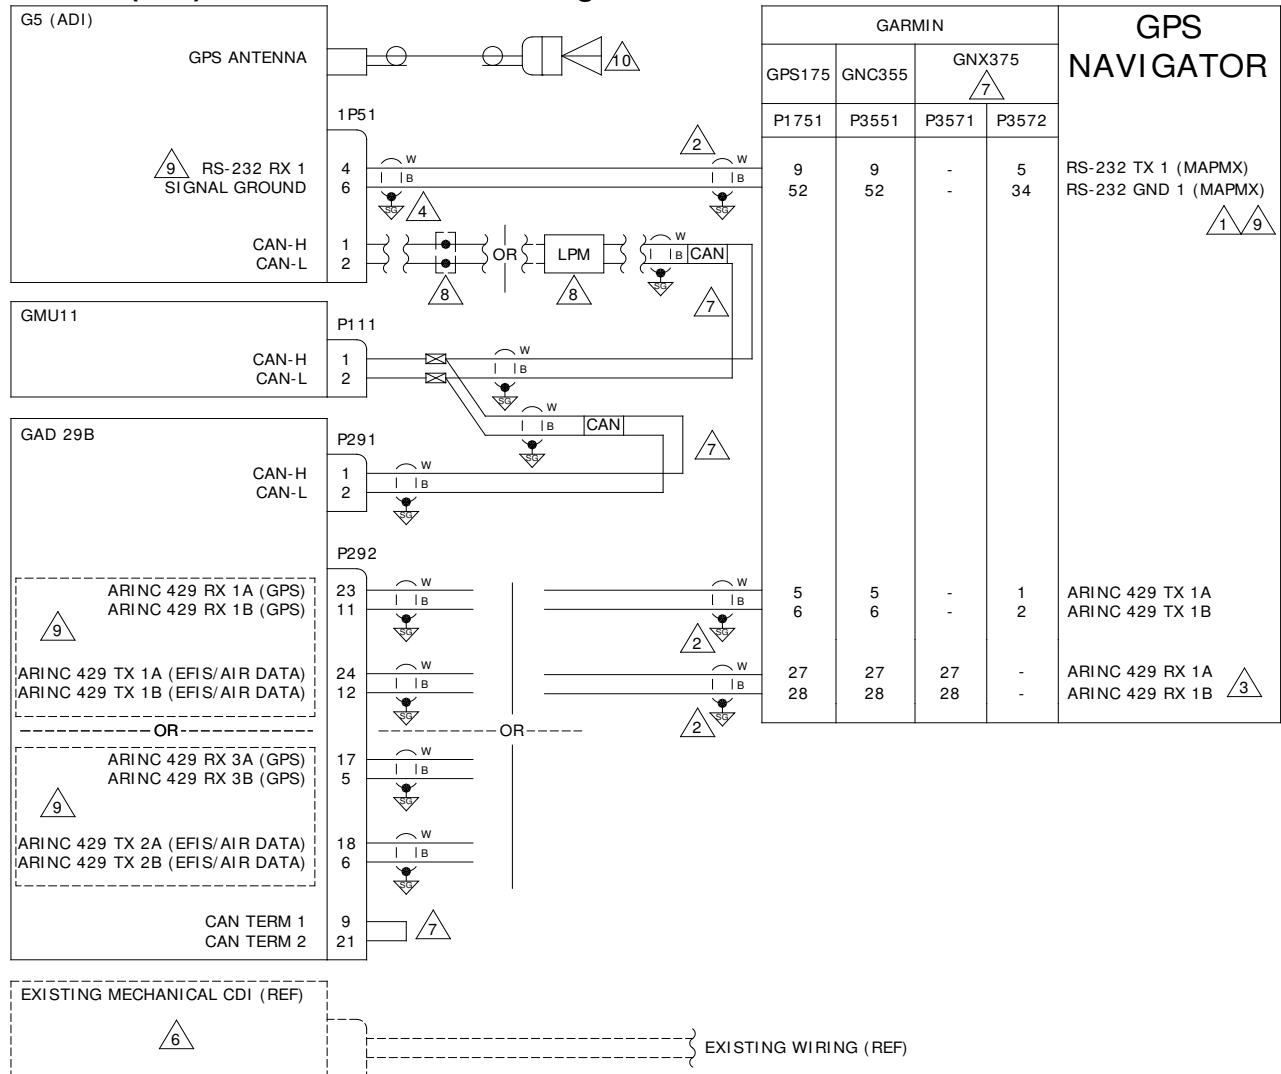 G5 (ADI)
GPS ANTENNA
10
1P51
9 RS-232 RX 1 4 W B
SIGNAL GROUND 6
SG 4
2
W
B
SG
CAN-H 1
CAN-L 2
8
OR
LPM
8
W
B CAN
SG
7
GMU11
P111
CAN-H 1 W
CAN-L 2 B
SG
W
B CAN
SG
7
GAD 29B
P291
CAN-H 1 W
CAN-L 2 B
SG
P292
ARINC 429 RX 1A (GPS) 23 W
ARINC 429 RX 1B (GPS) 11 B
9
SG
W
B
SG
2
ARINC 429 TX 1A (EFIS/AIR DATA) 24 W
ARINC 429 TX 1B (EFIS/AIR DATA) 12 B
SG
W
B
SG
2
OR
OR
ARINC 429 RX 3A (GPS) 17 W
ARINC 429 RX 3B (GPS) 5 B
9
SG
ARINC 429 TX 2A (EFIS/AIR DATA) 18 W
ARINC 429 TX 2B (EFIS/AIR DATA) 6 B
SG
CAN TERM 1 9
CAN TERM 2 21
7
EXISTING MECHANICAL CDI (REF)
6
EXISTING WIRING (REF)
GARMIN
GPS
NAVIGATOR
GPS175 GNC355 GNX375
7
P1751 P3551 P3571 P3572
9 9 - 5 RS-232 TX 1 (MAPMX)
52 52 - 34 RS-232 GND 1 (MAPMX)
1 9
5 5 - 1 ARINC 429 TX 1A
6 6 - 2 ARINC 429 TX 1B
27 27 27 - ARINC 429 RX 1A
28 28 28 - ARINC 429 RX 1B
3